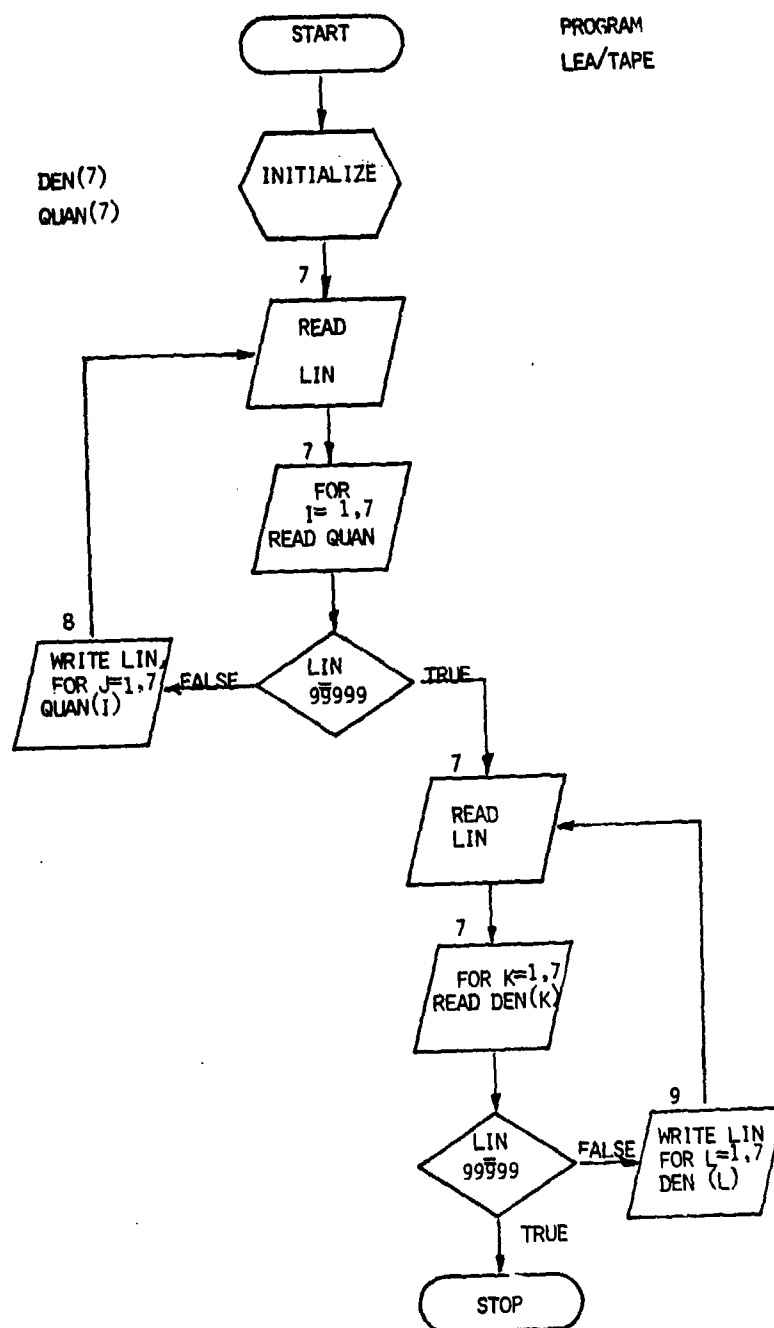 START
PROGRAM
LEA/TAPE
DEN(7)
QUAN(7)
INITIALIZE
7
READ
LIN
7
FOR
I= 1,7
READ QUAN
8
WRITE LIN,
FOR J=1,7
QUAN(I)
FALSE
LIN
=
99999
TRUE
7
READ
LIN
7
FOR K=1,7
READ DEN(K)
LIN
=
99999
FALSE
9
WRITE LIN
FOR L=1,7
DEN (L)
TRUE
STOP